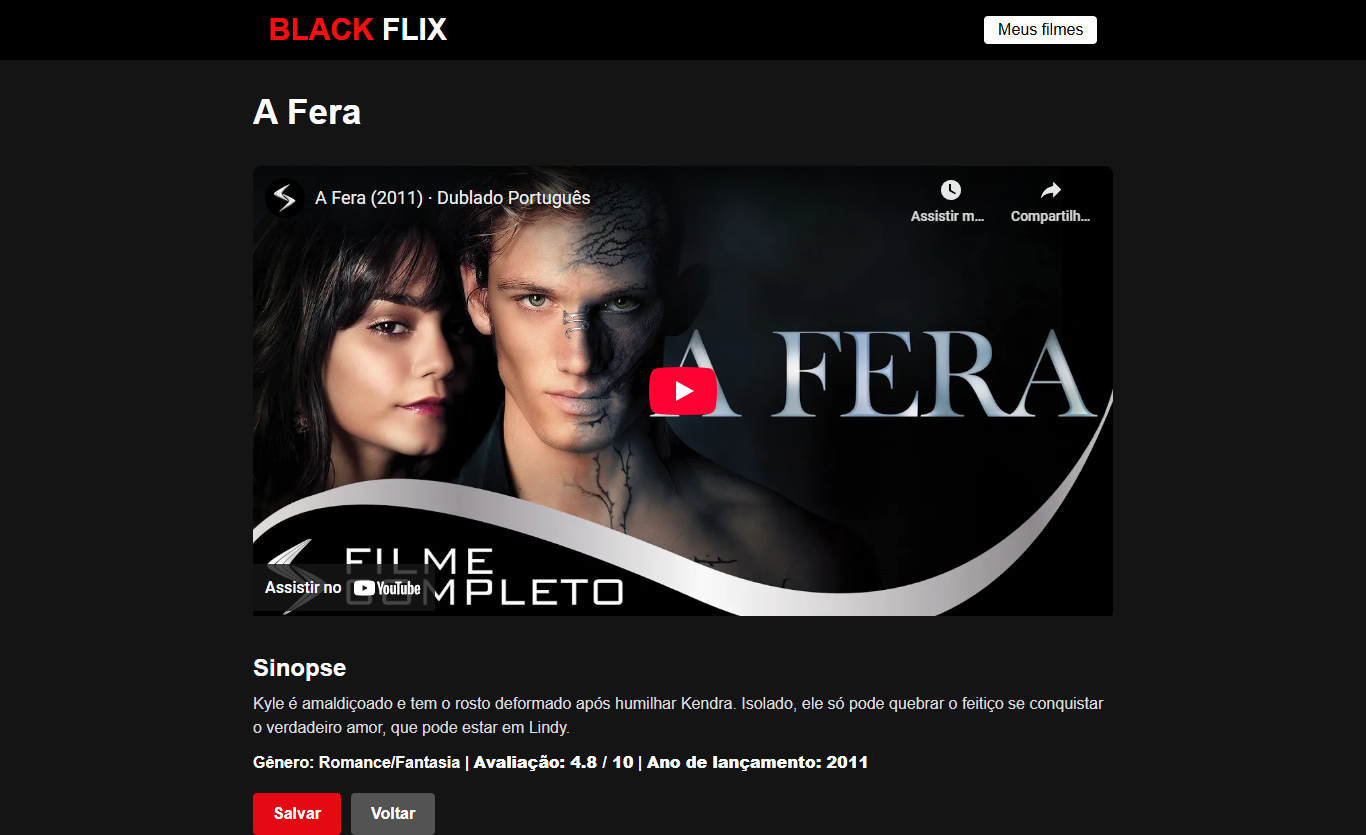 BLACK FLIX
Meus filmes
A Fera
A Fera (2011) · Dublado Português
Assistir m...
Compartilh...
A FERA
FILME
COMPLETO
Assistir no YouTube
Sinopse
Kyle é amaldiçoado e tem o rosto deformado após humilhar Kendra. Isolado, ele só pode quebrar o feitiço se conquistar
o verdadeiro amor, que pode estar em Lindy.
Gênero: Romance/Fantasia | Avaliação: 4.8 / 10 | Ano de lançamento: 2011
Salvar
Voltar